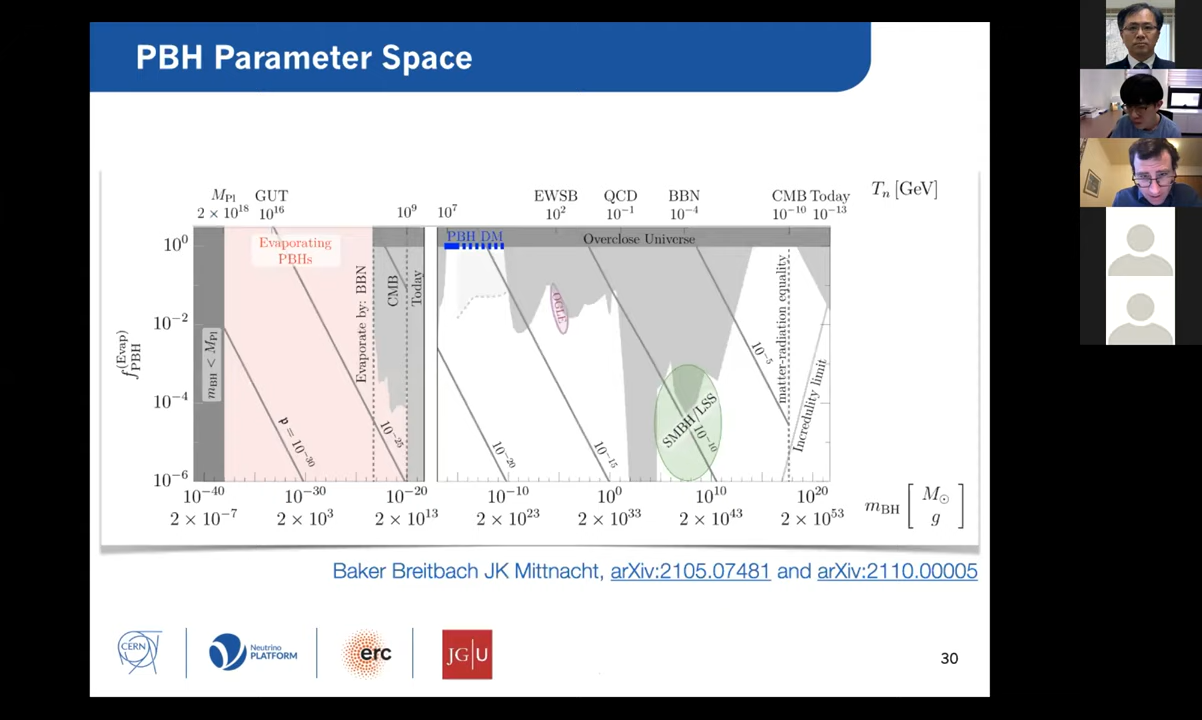 PBH Parameter Space
M_Pl GUT EWSB QCD BBN CMB Today T_n [GeV]
2 × 10^18 10^16 10^9 10^7 10^2 10^-1 10^-4 10^-10 10^-13
10^0
10^-2
10^-4
10^-6
f_PBH^(Evap)
m_BH < M_Pl
Evaporating
PBHs
p = 10^-30
Evaporate by: BBN
10^-25
CMB
Today
PBH DM
Overclose Universe
OGLE
10^-20
10^-15
SMBH/LSS
10^-10
10^-5
matter-radiation equality
Incredulity limit
10^-40 10^-30 10^-20 10^-10 10^0 10^10 10^20
2 × 10^-7 2 × 10^3 2 × 10^13 2 × 10^23 2 × 10^33 2 × 10^43 2 × 10^53
m_BH [M_⊙ g]
Baker Breitbach JK Mittnacht, arXiv:2105.07481 and arXiv:2110.00005
CERN
Neutrino
PLATFORM
erc
JG|U
30